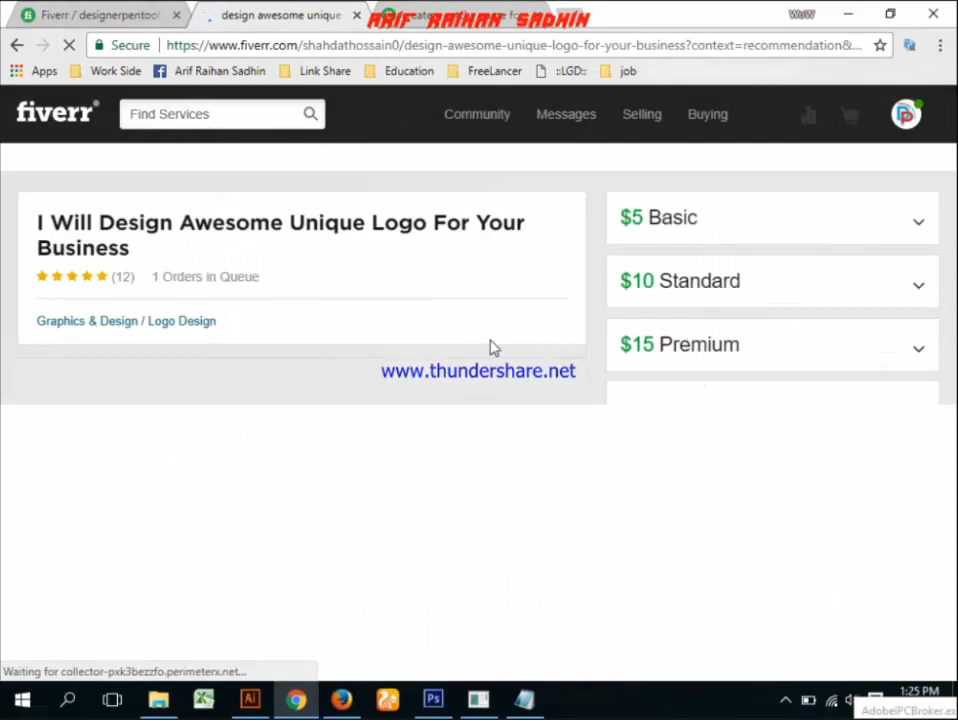 Fiverr / designerpentool
design awesome unique
ARIF RAIHAN SADHIN
WoW
Secure
https://www.fiverr.com/shahdathossain0/design-awesome-unique-logo-for-your-business?context=recommendation&...
Apps
Work Side
Arif Raihan Sadhin
Link Share
Education
FreeLancer
::LGD::
job
fiverr
Find Services
Community
Messages
Selling
Buying
I Will Design Awesome Unique Logo For Your
Business
(12)
1 Orders in Queue
Graphics & Design / Logo Design
$5 Basic
$10 Standard
$15 Premium
www.thundershare.net
Waiting for collector-pxk3bezzfo.perimeterx.net...
Ai
Ps
1:25 PM
AdobeIPCBroker.ex